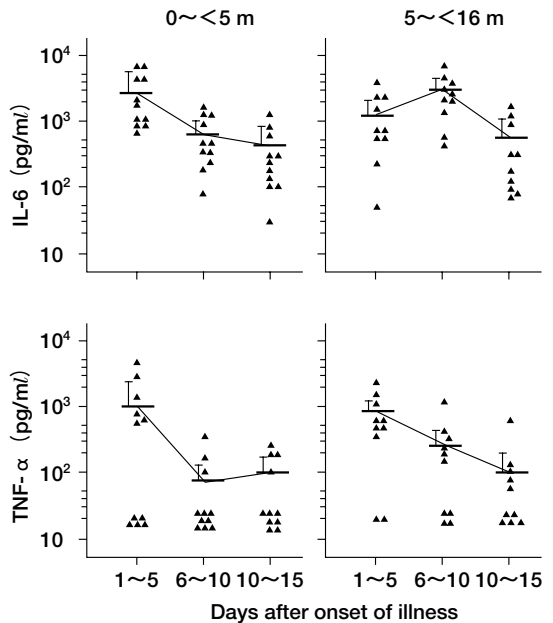 0～<5 m
5～<16 m
IL-6 (pg/ml)
10⁴
10³
10²
10
TNF-α (pg/ml)
10⁴
10³
10²
10
1～5
6～10
10～15
1～5
6～10
10～15
Days after onset of illness